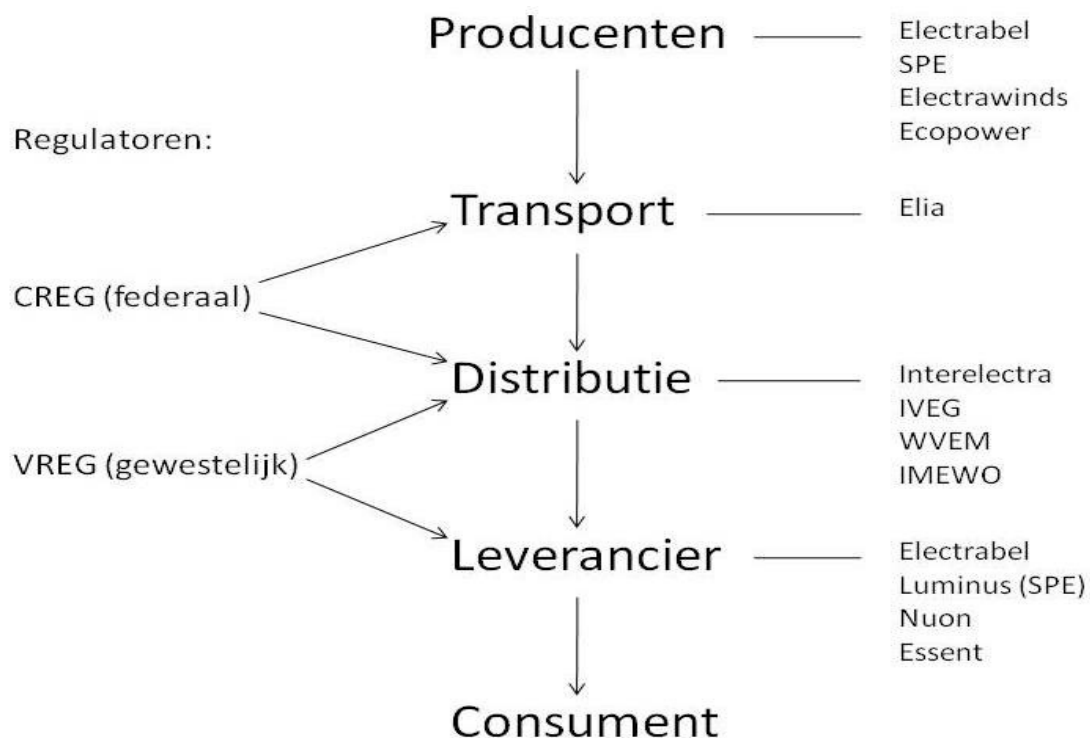 Producenten
Electrabel
SPE
Electrawinds
Ecopower
Regulatoren:
Transport
Elia
CREG (federaal)
Distributie
Interelectra
IVEG
WVEM
IMEWO
VREG (gewestelijk)
Leverancier
Electrabel
Luminus (SPE)
Nuon
Essent
Consument